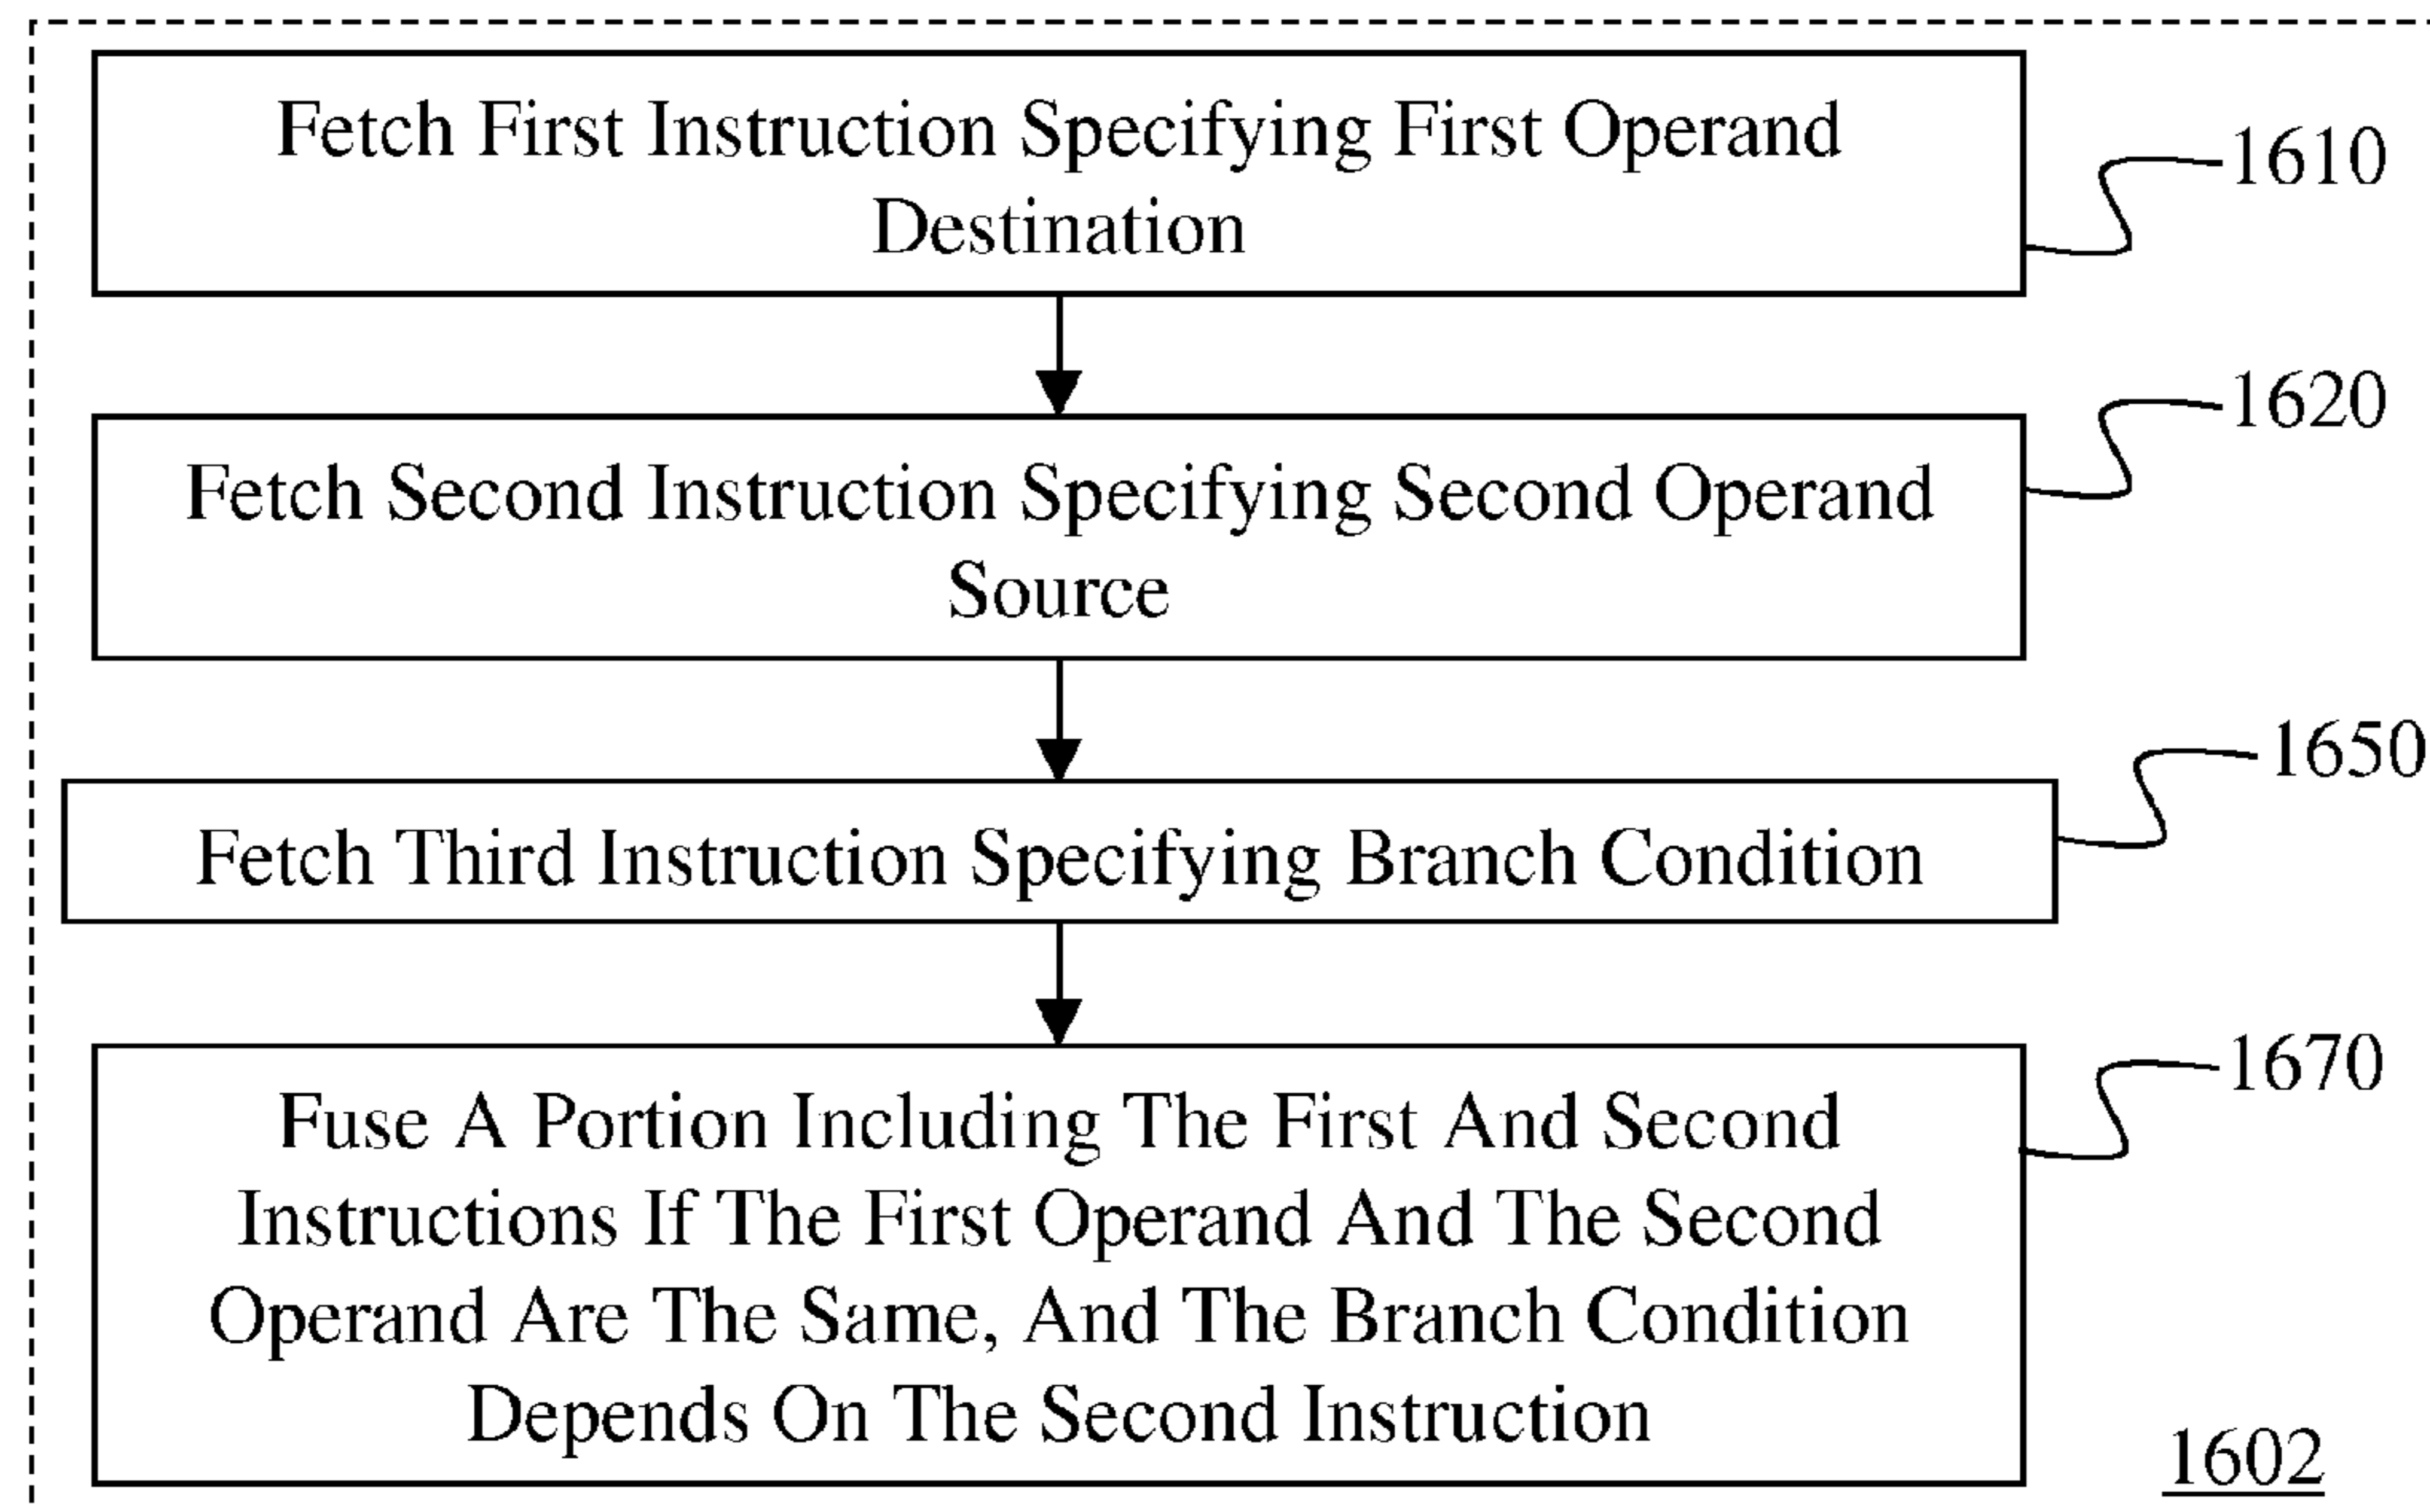 Fetch First Instruction Specifying First Operand
Destination
1610
Fetch Second Instruction Specifying Second Operand
Source
1620
Fetch Third Instruction Specifying Branch Condition
1650
Fuse A Portion Including The First And Second
Instructions If The First Operand And The Second
Operand Are The Same, And The Branch Condition
Depends On The Second Instruction
1670
1602